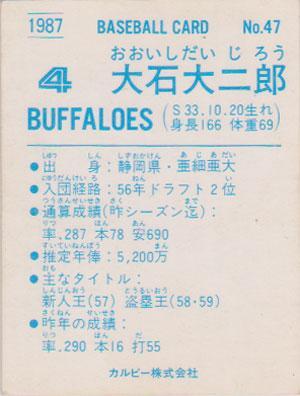 1987 BASEBALL CARD No.47
おおいしだいじろう
4 大石大二郎
BUFFALOES (S33.10.20生れ 身長166 体重69)
しゅっしん しずおかけん あじあだい
●出身:静岡県・亜細亜大
にゅうだんけいろ ねん い
●入団経路:56年ドラフト2位
つうさんせいせき さく まで
●通算成績(昨シーズン迄):
りつ ほん あん
率.287 本78 安690
すいていねんぽう まん
●推定年俸:5,200万
おも
●主なタイトル:
しんじんおう とうるいおう
新人王(57) 盗塁王(58・59)
さくねん せいせき
●昨年の成績:
りつ ほん だ
率.290 本16 打55
カルビー株式会社